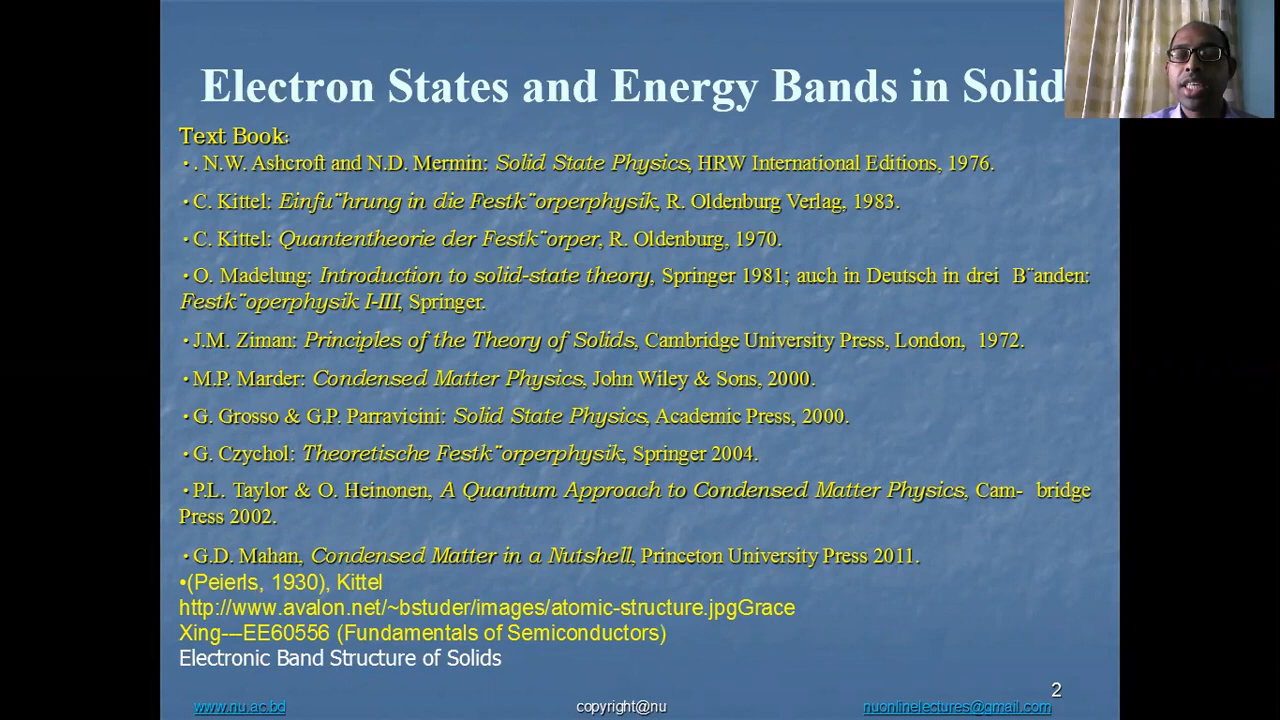 Electron States and Energy Bands in Solid
Text Book:
• . N.W. Ashcroft and N.D. Mermin: Solid State Physics, HRW International Editions, 1976.
• C. Kittel: Einfu¨hrung in die Festk¨orperphysik, R. Oldenburg Verlag, 1983.
• C. Kittel: Quantentheorie der Festk¨orper, R. Oldenburg, 1970.
• O. Madelung: Introduction to solid-state theory, Springer 1981; auch in Deutsch in drei B¨anden:
Festk¨operphysik I-III, Springer.
• J.M. Ziman: Principles of the Theory of Solids, Cambridge University Press, London, 1972.
• M.P. Marder: Condensed Matter Physics, John Wiley & Sons, 2000.
• G. Grosso & G.P. Parravicini: Solid State Physics, Academic Press, 2000.
• G. Czychol: Theoretische Festk¨orperphysik, Springer 2004.
• P.L. Taylor & O. Heinonen, A Quantum Approach to Condensed Matter Physics, Cam- bridge
Press 2002.
• G.D. Mahan, Condensed Matter in a Nutshell, Princeton University Press 2011.
•(Peierls, 1930), Kittel
http://www.avalon.net/~bstuder/images/atomic-structure.jpgGrace
Xing---EE60556 (Fundamentals of Semiconductors)
Electronic Band Structure of Solids
2
www.nu.ac.bd copyright@nu nuonlinelectures@gmail.com